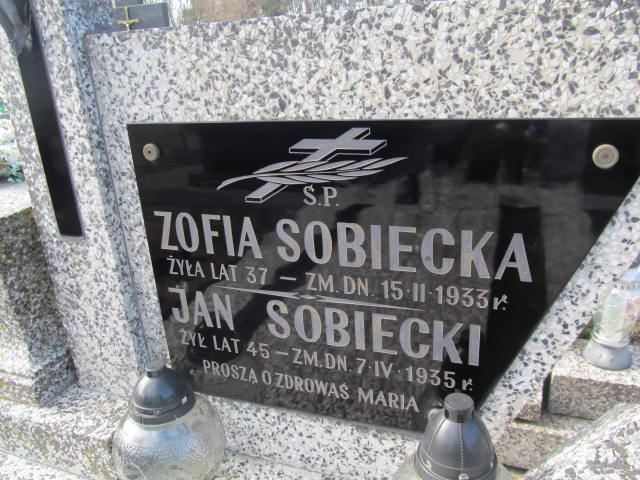 Ś.P.
ZOFIA SOBIECKA
ŻYŁA LAT 37 — ZM. DN. 15·II·1933 r.
JAN SOBIECKI
ŻYŁ LAT 45 — ZM. DN. 7·IV·1935 r.
PROSZĄ O ZDROWAŚ MARIA